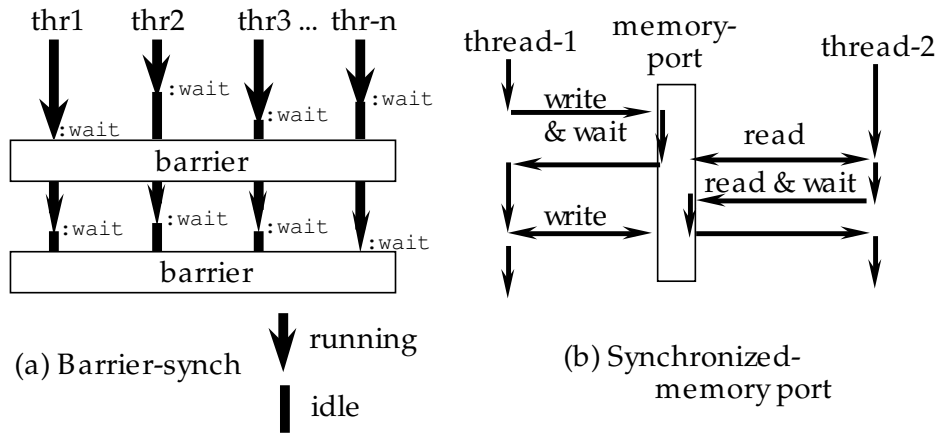 thr1 thr2 thr3 ... thr-n
:wait
:wait
:wait
:wait
barrier
:wait
:wait
:wait
:wait
barrier
running
(a) Barrier-synch
idle
memory-
port
thread-1
thread-2
write
& wait
read
read & wait
write
(b) Synchronized-
memory port